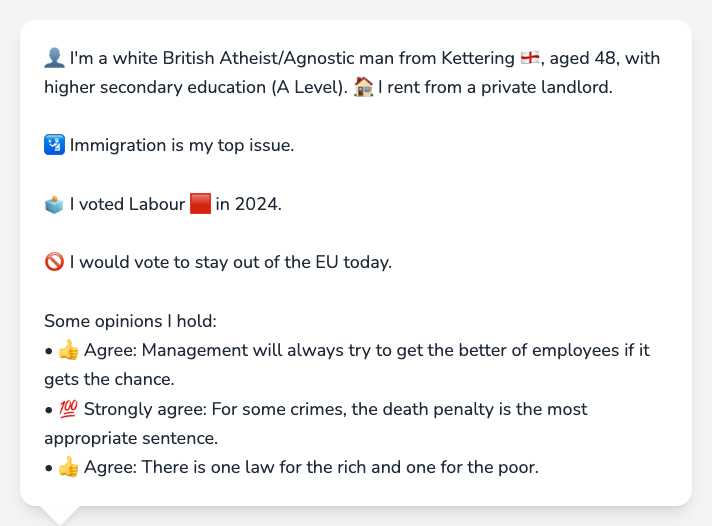 👤 I'm a white British Atheist/Agnostic man from Kettering 🏴󠁧󠁢󠁥󠁮󠁧󠁿, aged 48, with
higher secondary education (A Level). 🏠 I rent from a private landlord.
🛂 Immigration is my top issue.
🗳️ I voted Labour 🟥 in 2024.
🚫 I would vote to stay out of the EU today.
Some opinions I hold:
• 👍 Agree: Management will always try to get the better of employees if it
gets the chance.
• 💯 Strongly agree: For some crimes, the death penalty is the most
appropriate sentence.
• 👍 Agree: There is one law for the rich and one for the poor.